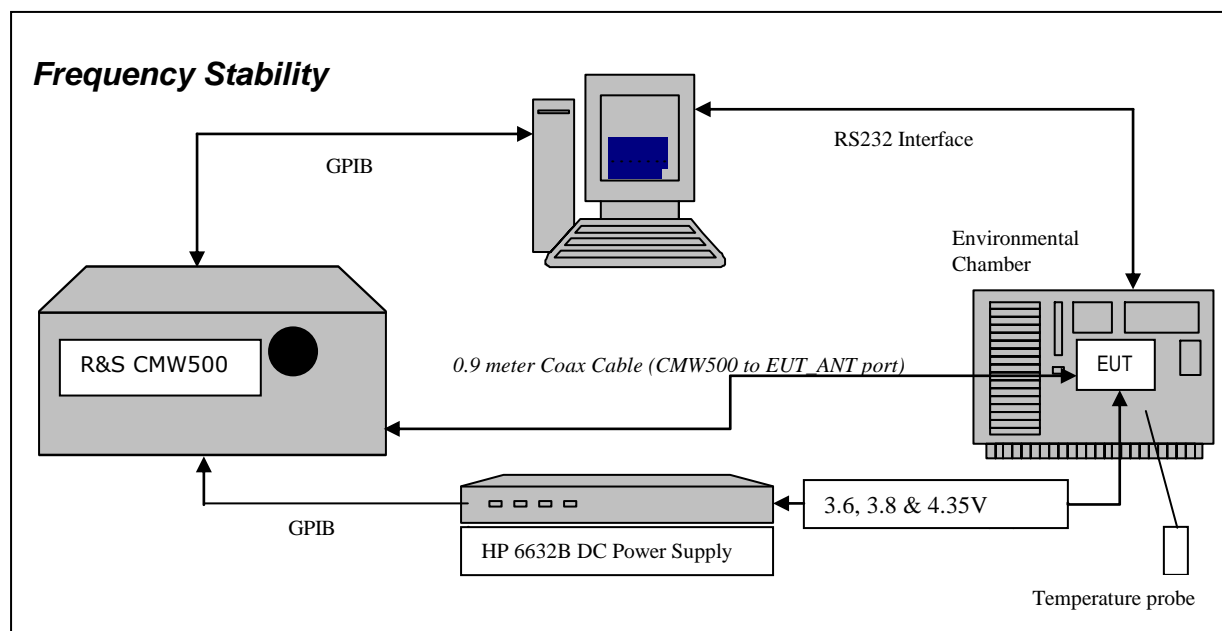 Frequency Stability
GPIB
RS232 Interface
Environmental
Chamber
R&S CMW500
0.9 meter Coax Cable (CMW500 to EUT_ANT port)
EUT
3.6, 3.8 & 4.35V
GPIB
HP 6632B DC Power Supply
Temperature probe